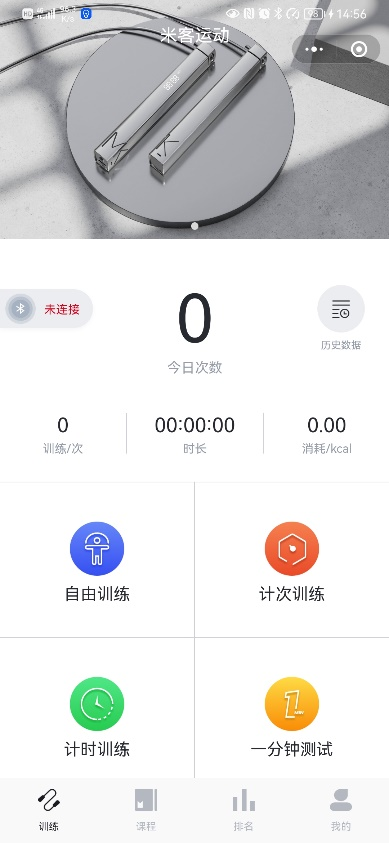 14:56
米客运动
MK
未连接
0
今日次数
历史数据
0
训练/次
00:00:00
时长
0.00
消耗/kcal
自由训练
计次训练
计时训练
一分钟测试
训练
课程
排名
我的